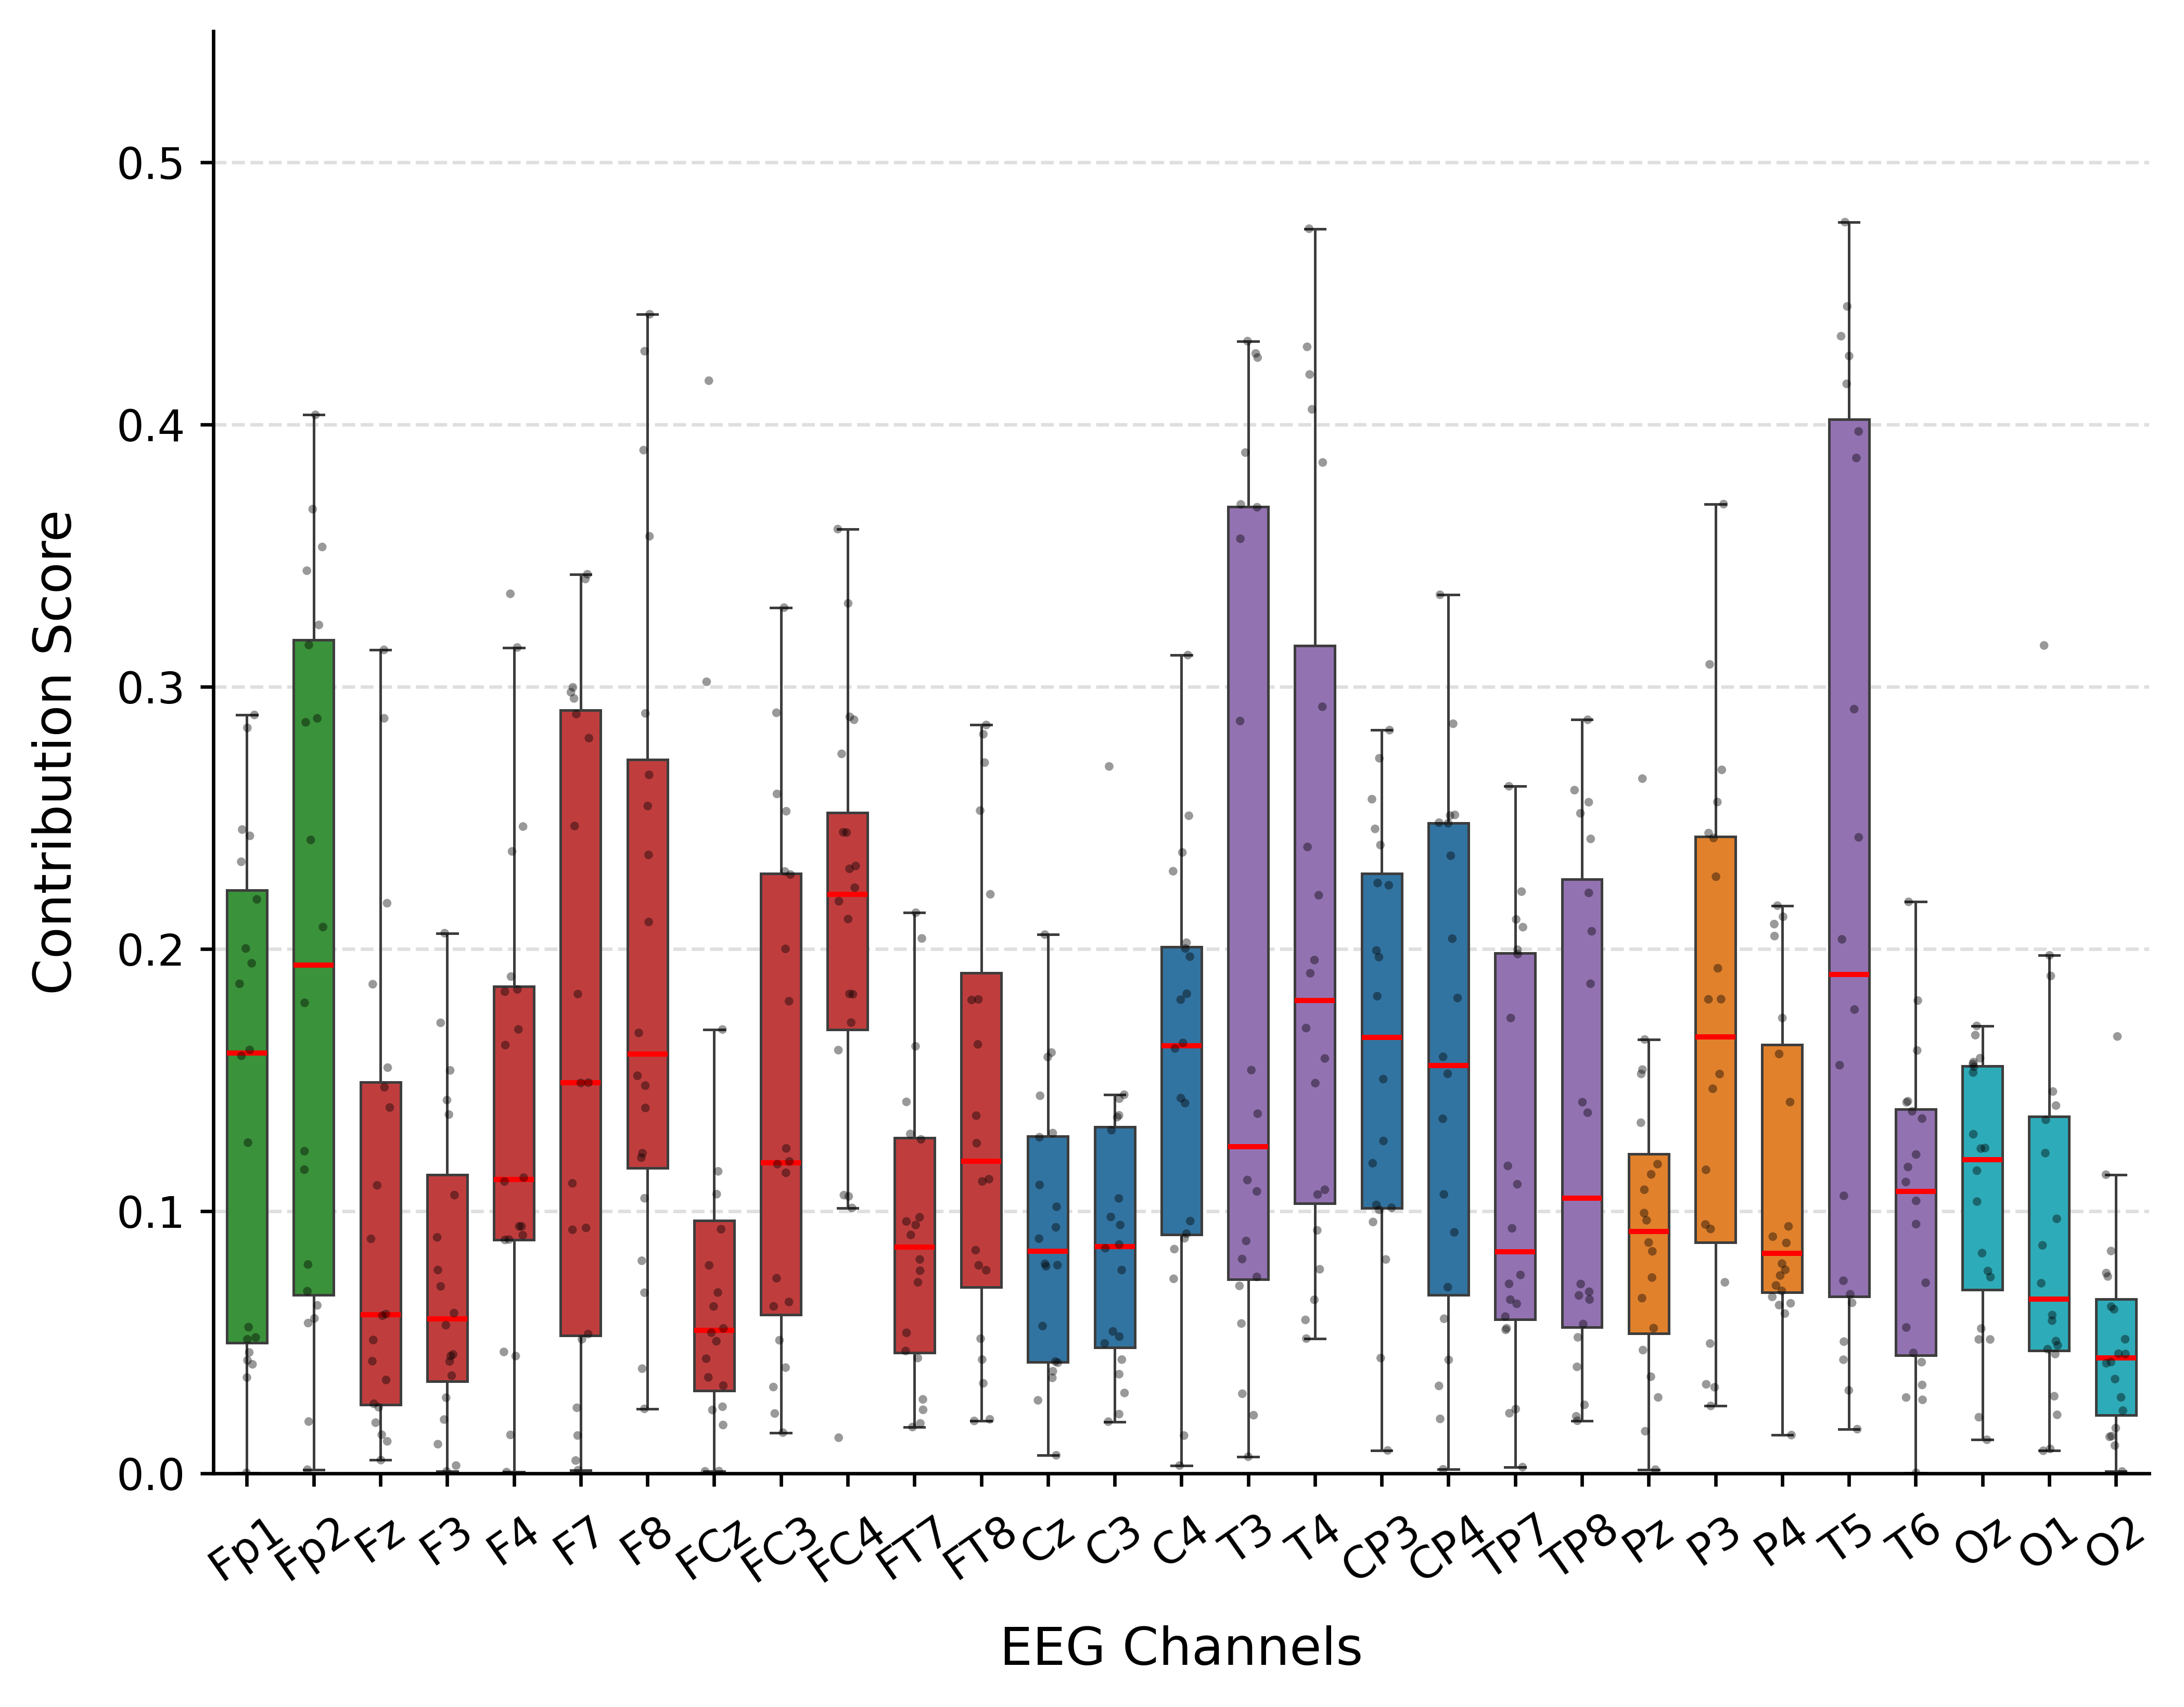 Contribution Score
0.5
0.4
0.3
0.2
0.1
0.0
Fp1 Fp2 Fz F3 F4 F7 F8 FCz FC3 FC4 FT7 FT8 Cz C3 C4 T3 T4 CP3 CP4 TP7 TP8 Pz P3 P4 T5 T6 Oz O1 O2
EEG Channels